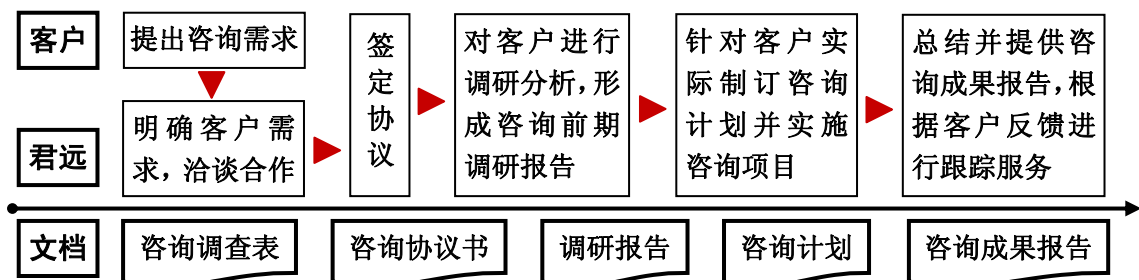 客户
提出咨询需求
君远
明确客户需
求，洽谈合作
签
定
协
议
对客户进行
调研分析，形
成咨询前期
调研报告
针对客户实
际制订咨询
计划并实施
咨询项目
总结并提供咨
询成果报告，根
据客户反馈进
行跟踪服务
文档
咨询调查表
咨询协议书
调研报告
咨询计划
咨询成果报告